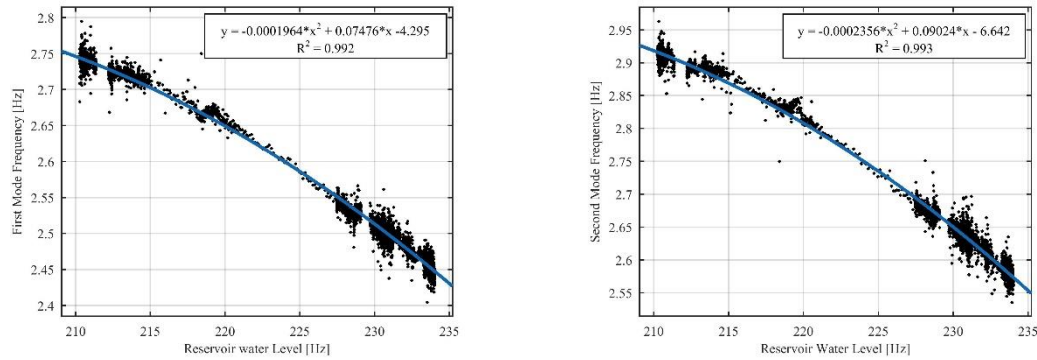 y = -0.0001964*x² + 0.07476*x -4.295
R² = 0.992
2.8
2.75
2.7
2.65
2.6
2.55
2.5
2.45
2.4
First Mode Frequency [Hz]
210 215 220 225 230 235
Reservoir water Level [Hz]
y = -0.0002356*x² + 0.09024*x - 6.642
R² = 0.993
2.95
2.9
2.85
2.8
2.75
2.7
2.65
2.6
2.55
Second Mode Frequency [Hz]
210 215 220 225 230 235
Reservoir Water Level [Hz]